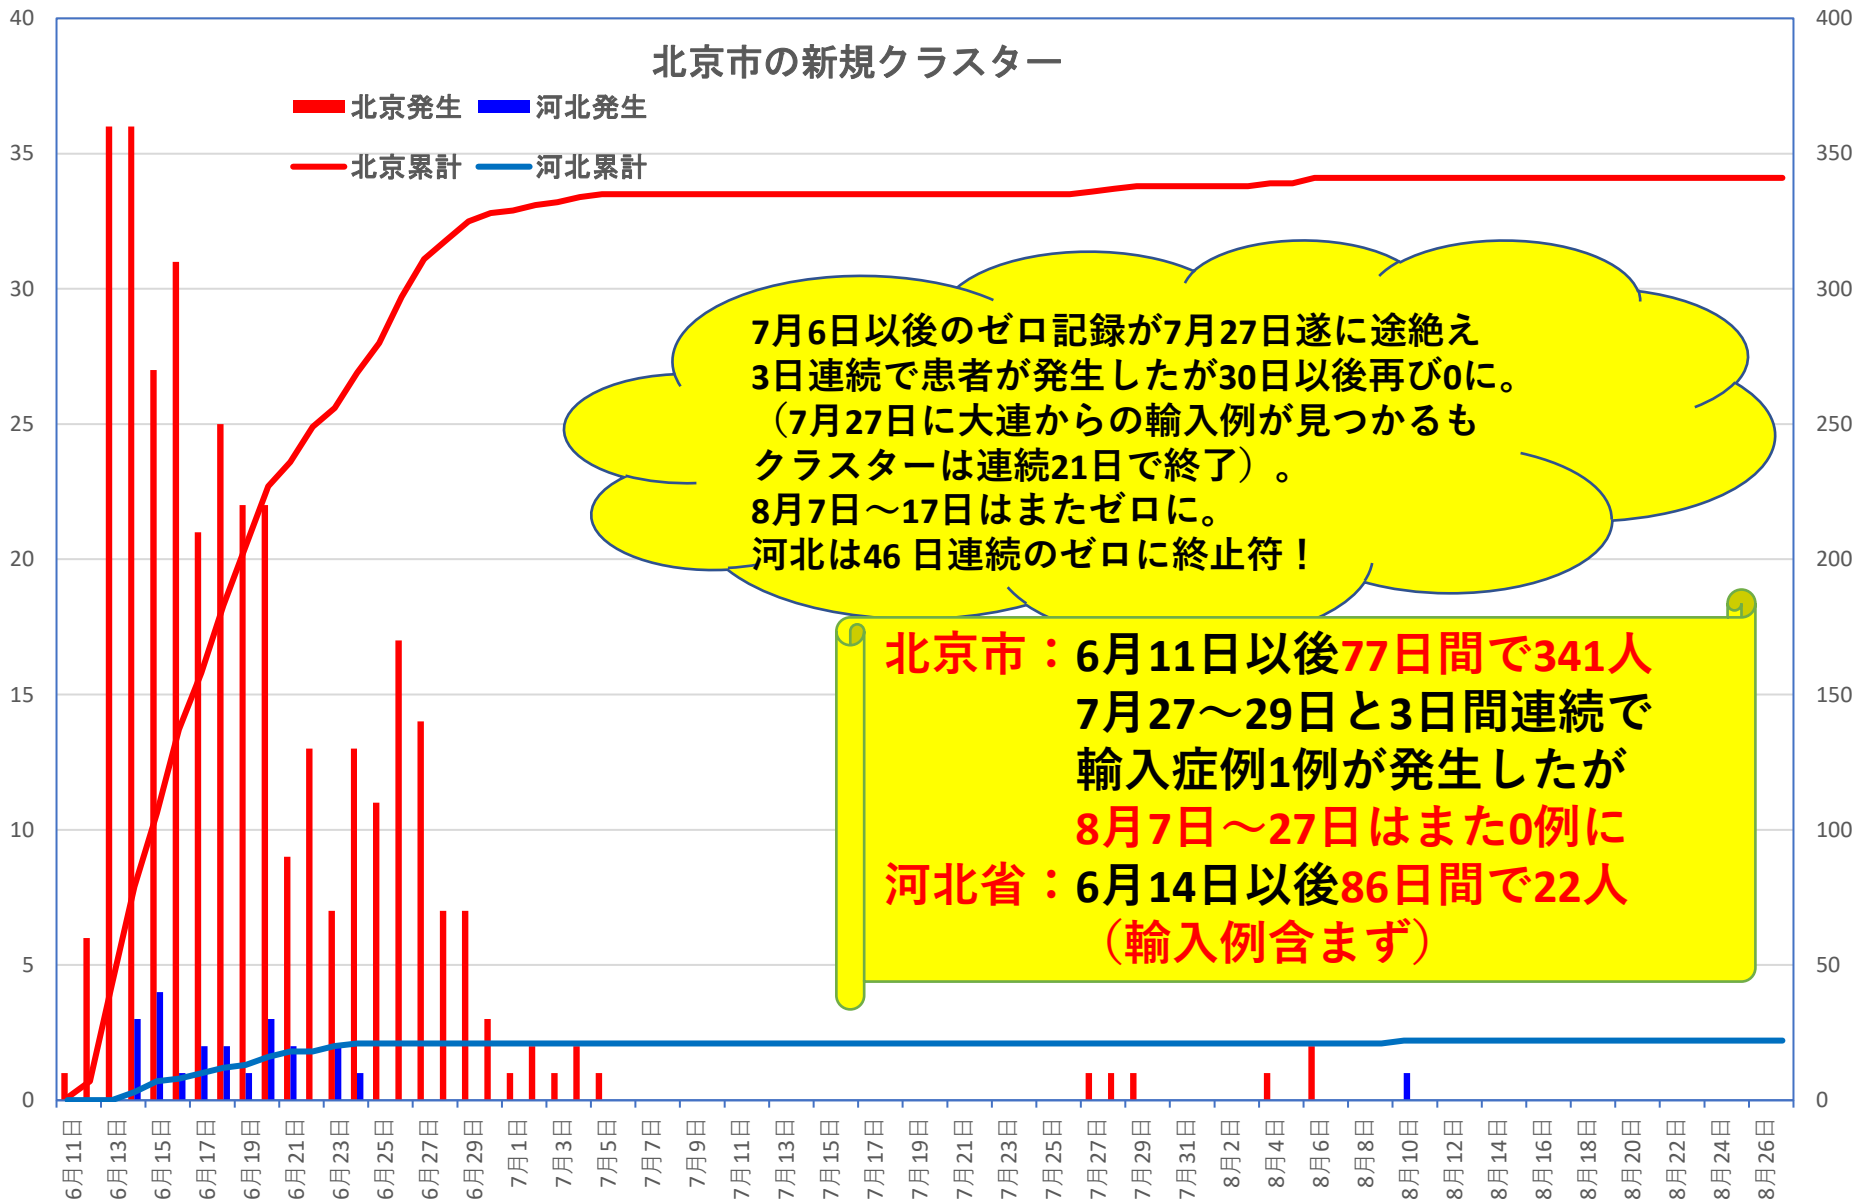 北京市の新規クラスター
北京発生
河北発生
北京累計
河北累計
40
35
30
25
20
15
10
5
0
400
350
300
250
200
150
100
50
0
7月6日以後のゼロ記録が7月27日遂に途絶え
3日連続で患者が発生したが30日以後再び0に。
（7月27日に大連からの輸入例が見つかるも
クラスターは連続21日で終了）。
8月7日～17日はまたゼロに。
河北は46 日連続のゼロに終止符！
北京市：6月11日以後77日間で341人
7月27～29日と3日間連続で
輸入症例1例が発生したが
8月7日～27日はまた0例に
河北省：6月14日以後86日間で22人
（輸入例含まず）
6月11日
6月13日
6月15日
6月17日
6月19日
6月21日
6月23日
6月25日
6月27日
6月29日
7月1日
7月3日
7月5日
7月7日
7月9日
7月11日
7月13日
7月15日
7月17日
7月19日
7月21日
7月23日
7月25日
7月27日
7月29日
7月31日
8月2日
8月4日
8月6日
8月8日
8月10日
8月12日
8月14日
8月16日
8月18日
8月20日
8月22日
8月24日
8月26日